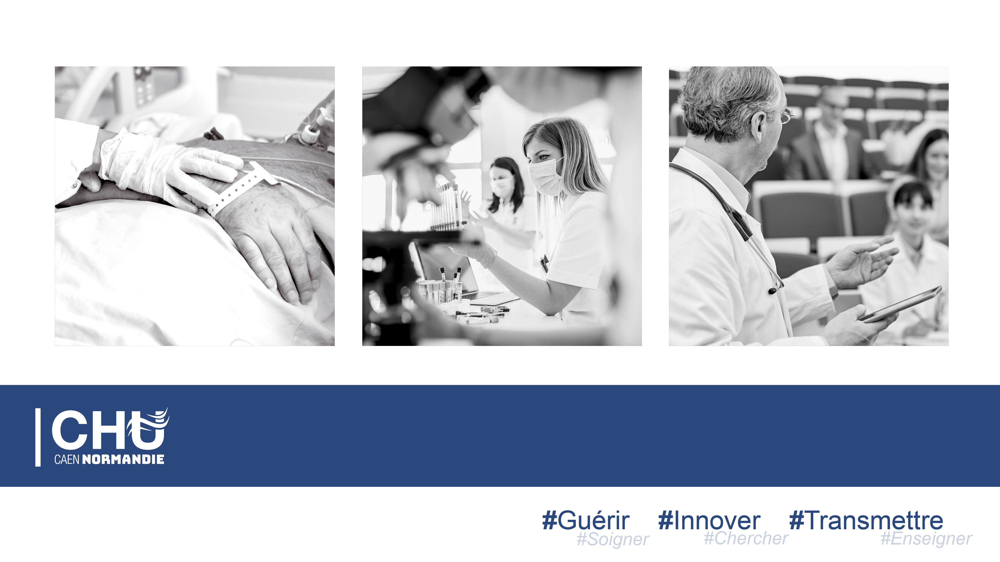 CHU
CAEN NORMANDIE
#Guérir #Innover #Transmettre
#Soigner #Chercher #Enseigner